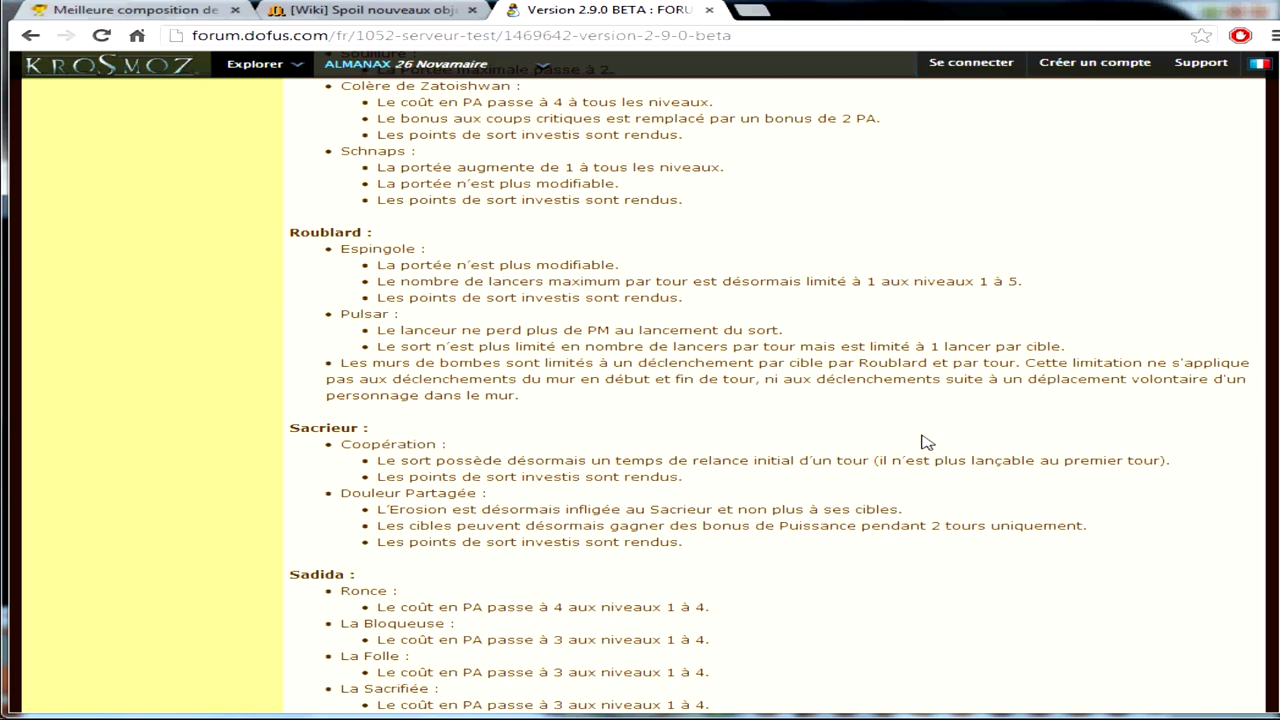 Meilleure composition de
[Wiki] Spoil nouveaux obj
Version 2.9.0 BETA : FORU
forum.dofus.com/fr/1052-serveur-test/1469642-version-2-9-0-beta
KROSMOZ
Explorer
ALMANAX 26 Novamaire
Se connecter
Créer un compte
Support
La Portée maximale passe à 2.
Colère de Zatoishwan :
Le coût en PA passe à 4 à tous les niveaux.
Le bonus aux coups critiques est remplacé par un bonus de 2 PA.
Les points de sort investis sont rendus.
Schnaps :
La portée augmente de 1 à tous les niveaux.
La portée n´est plus modifiable.
Les points de sort investis sont rendus.
Roublard :
Espingole :
La portée n´est plus modifiable.
Le nombre de lancers maximum par tour est désormais limité à 1 aux niveaux 1 à 5.
Les points de sort investis sont rendus.
Pulsar :
Le lanceur ne perd plus de PM au lancement du sort.
Le sort n´est plus limité en nombre de lancers par tour mais est limité à 1 lancer par cible.
Les murs de bombes sont limités à un déclenchement par cible par Roublard et par tour. Cette limitation ne s'applique
pas aux déclenchements du mur en début et fin de tour, ni aux déclenchements suite à un déplacement volontaire d'un
personnage dans le mur.
Sacrieur :
Coopération :
Le sort possède désormais un temps de relance initial d´un tour (il n´est plus lançable au premier tour).
Les points de sort investis sont rendus.
Douleur Partagée :
L´Erosion est désormais infligée au Sacrieur et non plus à ses cibles.
Les cibles peuvent désormais gagner des bonus de Puissance pendant 2 tours uniquement.
Les points de sort investis sont rendus.
Sadida :
Ronce :
Le coût en PA passe à 4 aux niveaux 1 à 4.
La Bloqueuse :
Le coût en PA passe à 3 aux niveaux 1 à 4.
La Folle :
Le coût en PA passe à 3 aux niveaux 1 à 4.
La Sacrifiée :
Le coût en PA passe à 3 aux niveaux 1 à 4.